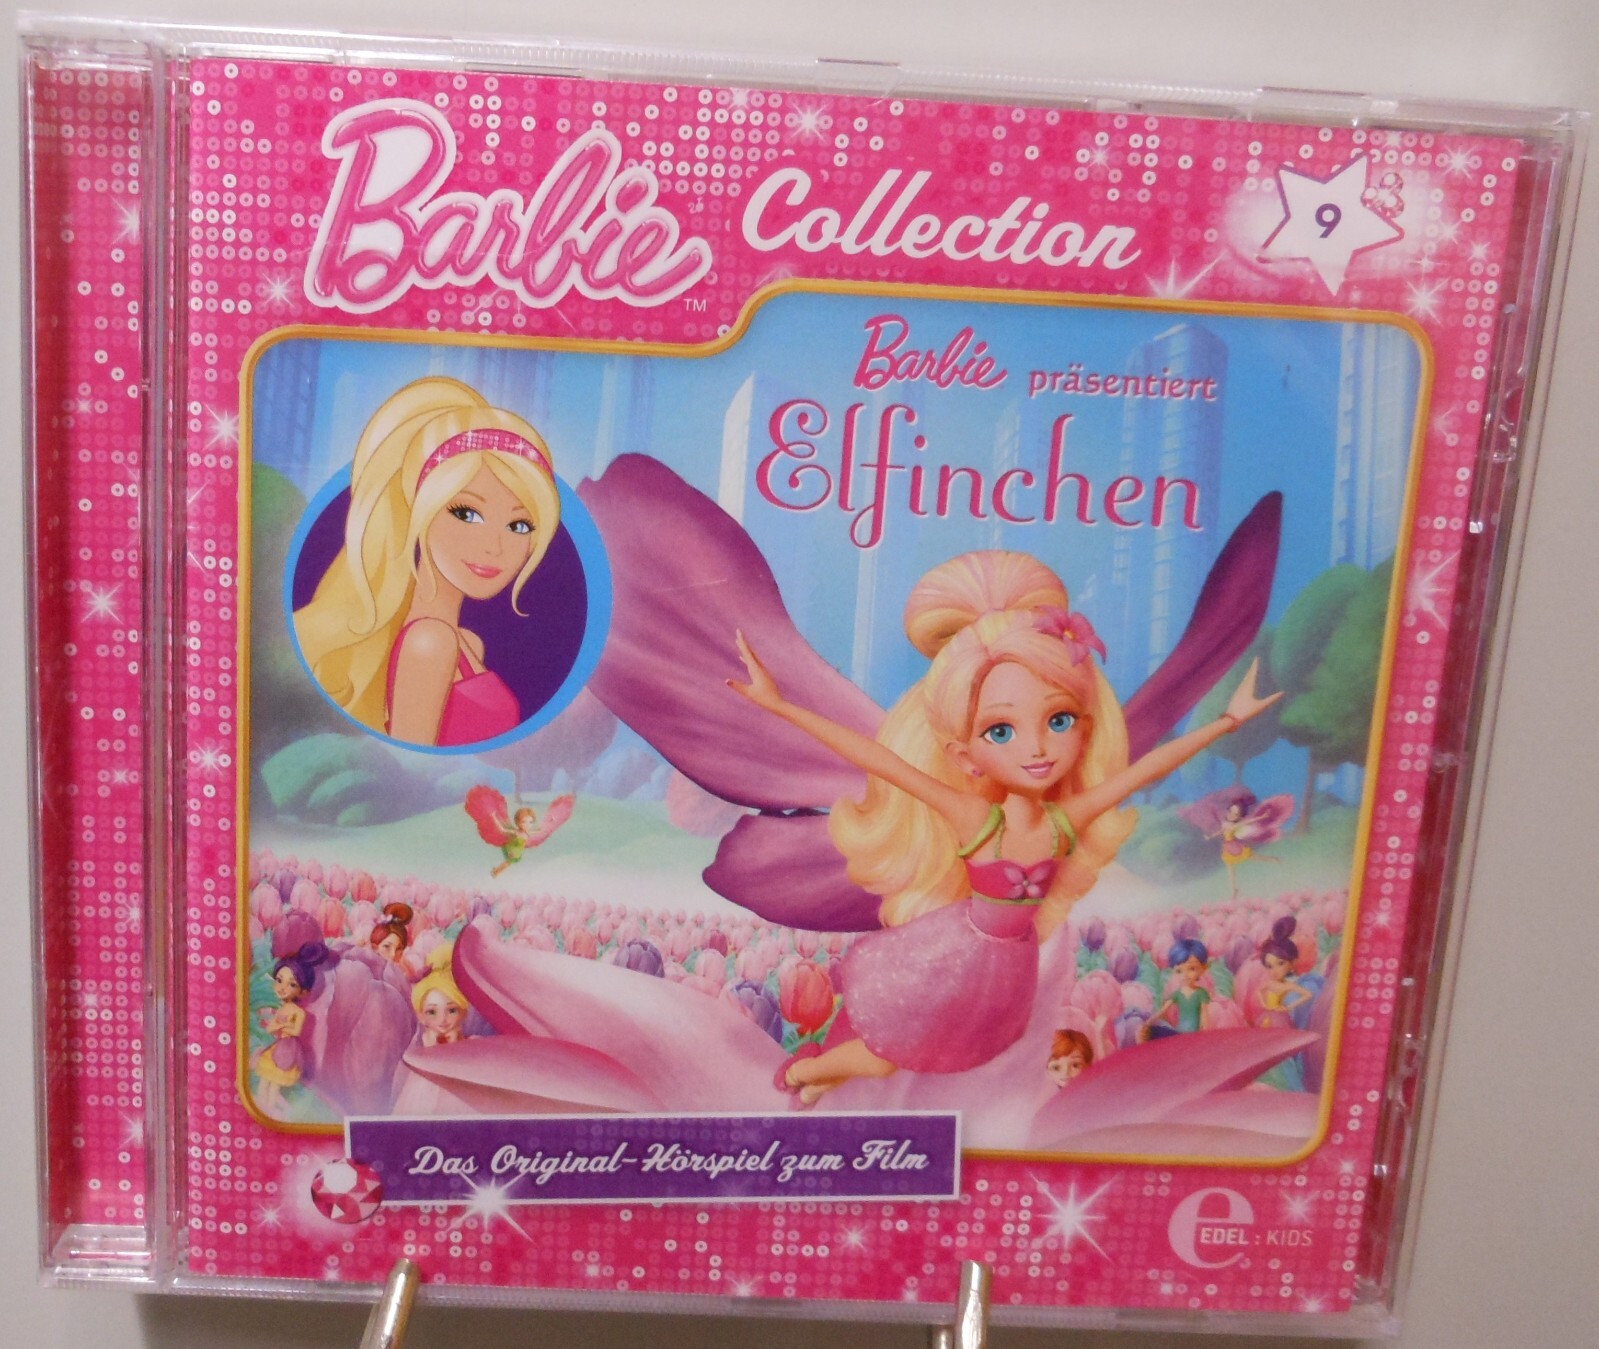 Barbie™ Collection
9
Barbie präsentiert
Elfinchen
Das Original-Hörspiel zum Film
e
EDEL:KIDS